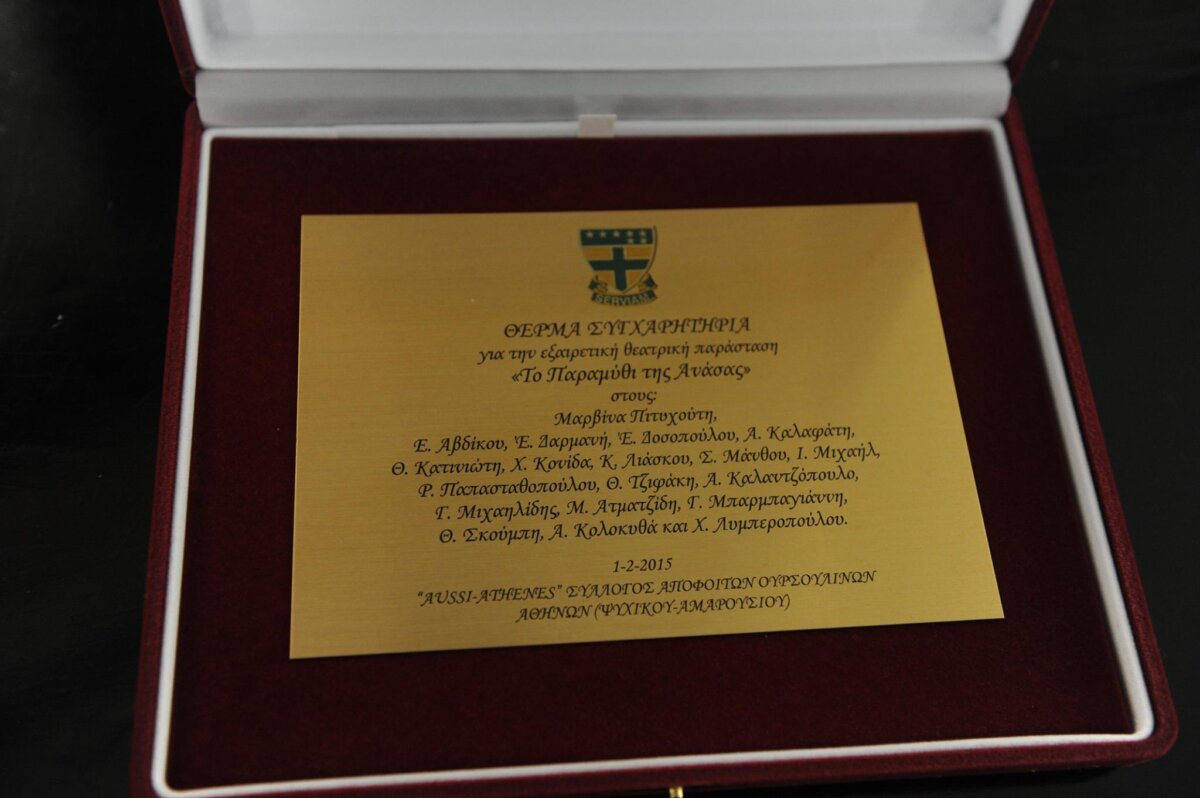 SERVIAM
ΘΕΡΜΑ ΣΥΓΧΑΡΗΤΗΡΙΑ
για την εξαιρετική θεατρική παράσταση
«Το Παραμύθι της Ανάσας»
στους:
Μαρβίνα Πιτυχούτη,
Ε. Αβδίκου, Έ. Δαρμανή, Έ. Δοσοπούλου, Α. Καλαφάτη,
Θ. Κατινιώτη, Χ. Κονίδα, Κ. Λιάσκου, Σ. Μάνθου, Ι. Μιχαήλ,
Ρ. Παπασταθοπούλου, Θ. Τζιφάκη, Α. Καλαντζόπουλο,
Γ. Μιχαηλίδης, Μ. Ατματζίδη, Γ. Μπαρμπαγιάννη,
Θ. Σκούμπη, Α. Κολοκυθά και Χ. Λυμπεροπούλου.
1-2-2015
“AUSSI-ATHENES” ΣΥΛΛΟΓΟΣ ΑΠΟΦΟΙΤΩΝ ΟΥΡΣΟΥΛΙΝΩΝ
ΑΘΗΝΩΝ (ΨΥΧΙΚΟΥ-ΑΜΑΡΟΥΣΙΟΥ)